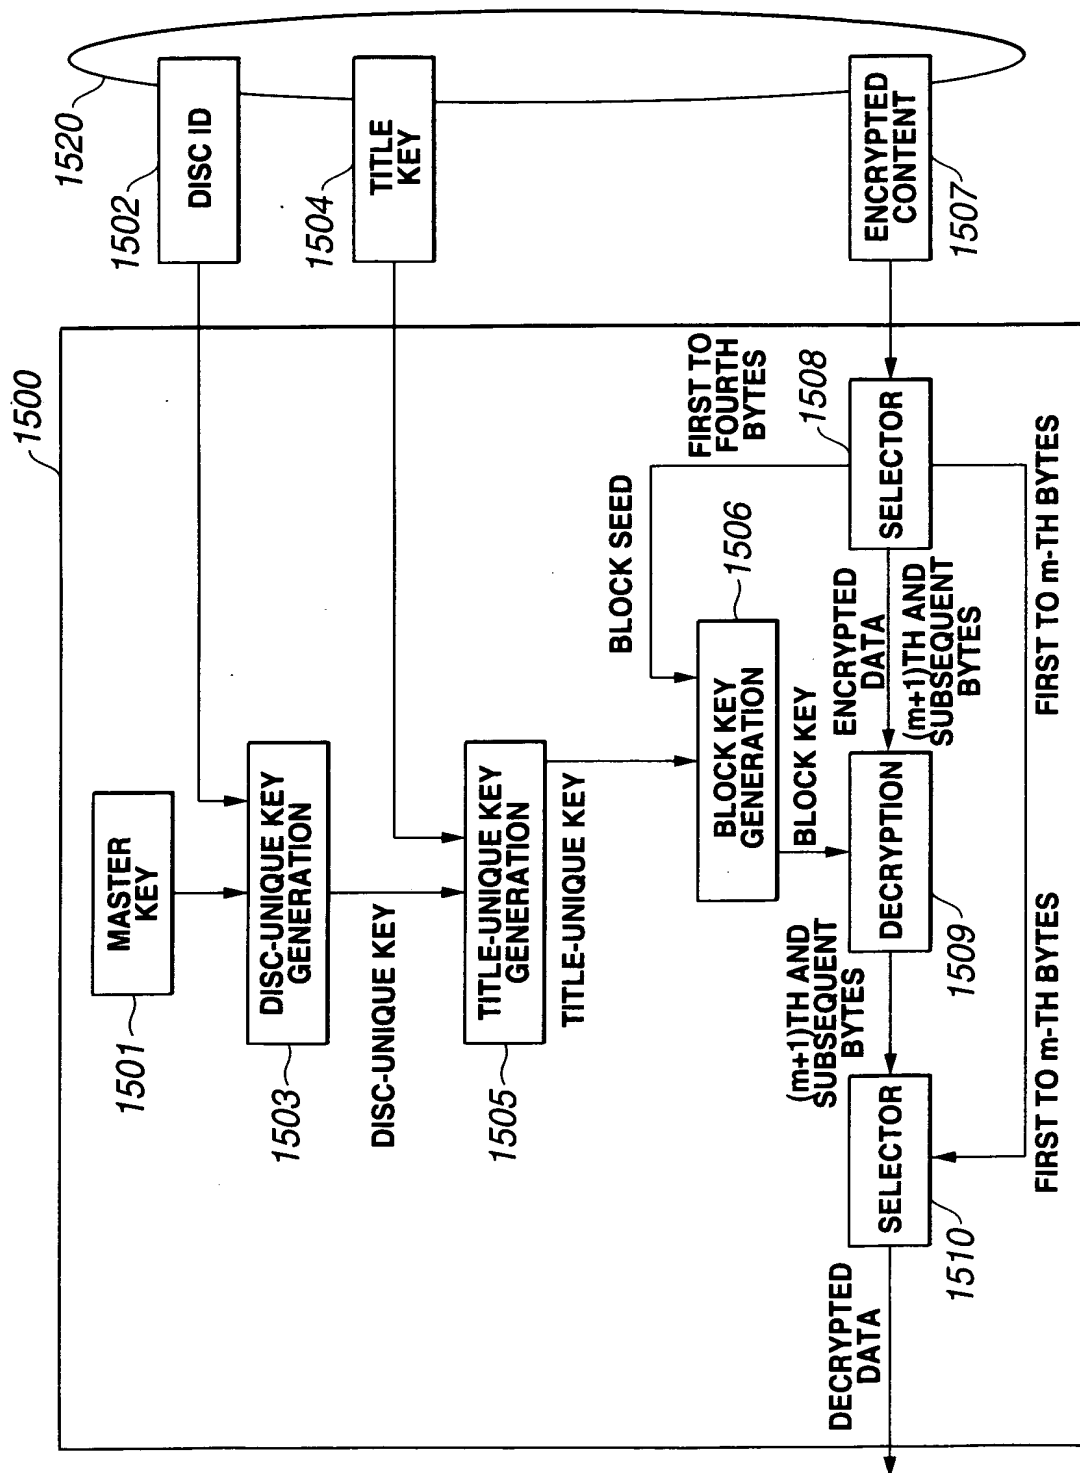 1500
1520
1501
MASTER
KEY
1502
DISC ID
1503
DISC-UNIQUE KEY
GENERATION
DISC-UNIQUE KEY
1504
TITLE
KEY
1505
TITLE-UNIQUE KEY
GENERATION
TITLE-UNIQUE KEY
BLOCK SEED
FIRST TO
FOURTH
BYTES
1506
BLOCK KEY
GENERATION
BLOCK KEY
DECRYPTED
DATA
SELECTOR
1510
(m+1)TH AND
SUBSEQUENT
BYTES
DECRYPTION
1509
ENCRYPTED
DATA
(m+1)TH AND
SUBSEQUENT
BYTES
SELECTOR
1508
ENCRYPTED
CONTENT
1507
FIRST TO m-TH BYTES
FIRST TO m-TH BYTES